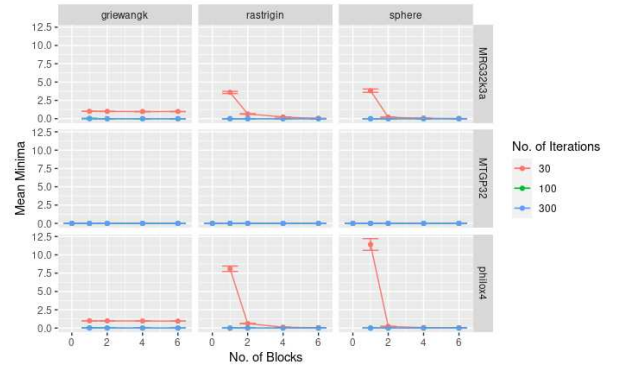 griewangk rastrigin sphere
MRG32k3a
12.5
10.0
7.5
5.0
2.5
0.0
MTGP32
12.5
10.0
7.5
5.0
2.5
0.0
philox4
12.5
10.0
7.5
5.0
2.5
0.0
0 2 4 6 0 2 4 6 0 2 4 6
Mean Minima
No. of Blocks
No. of Iterations
30
100
300